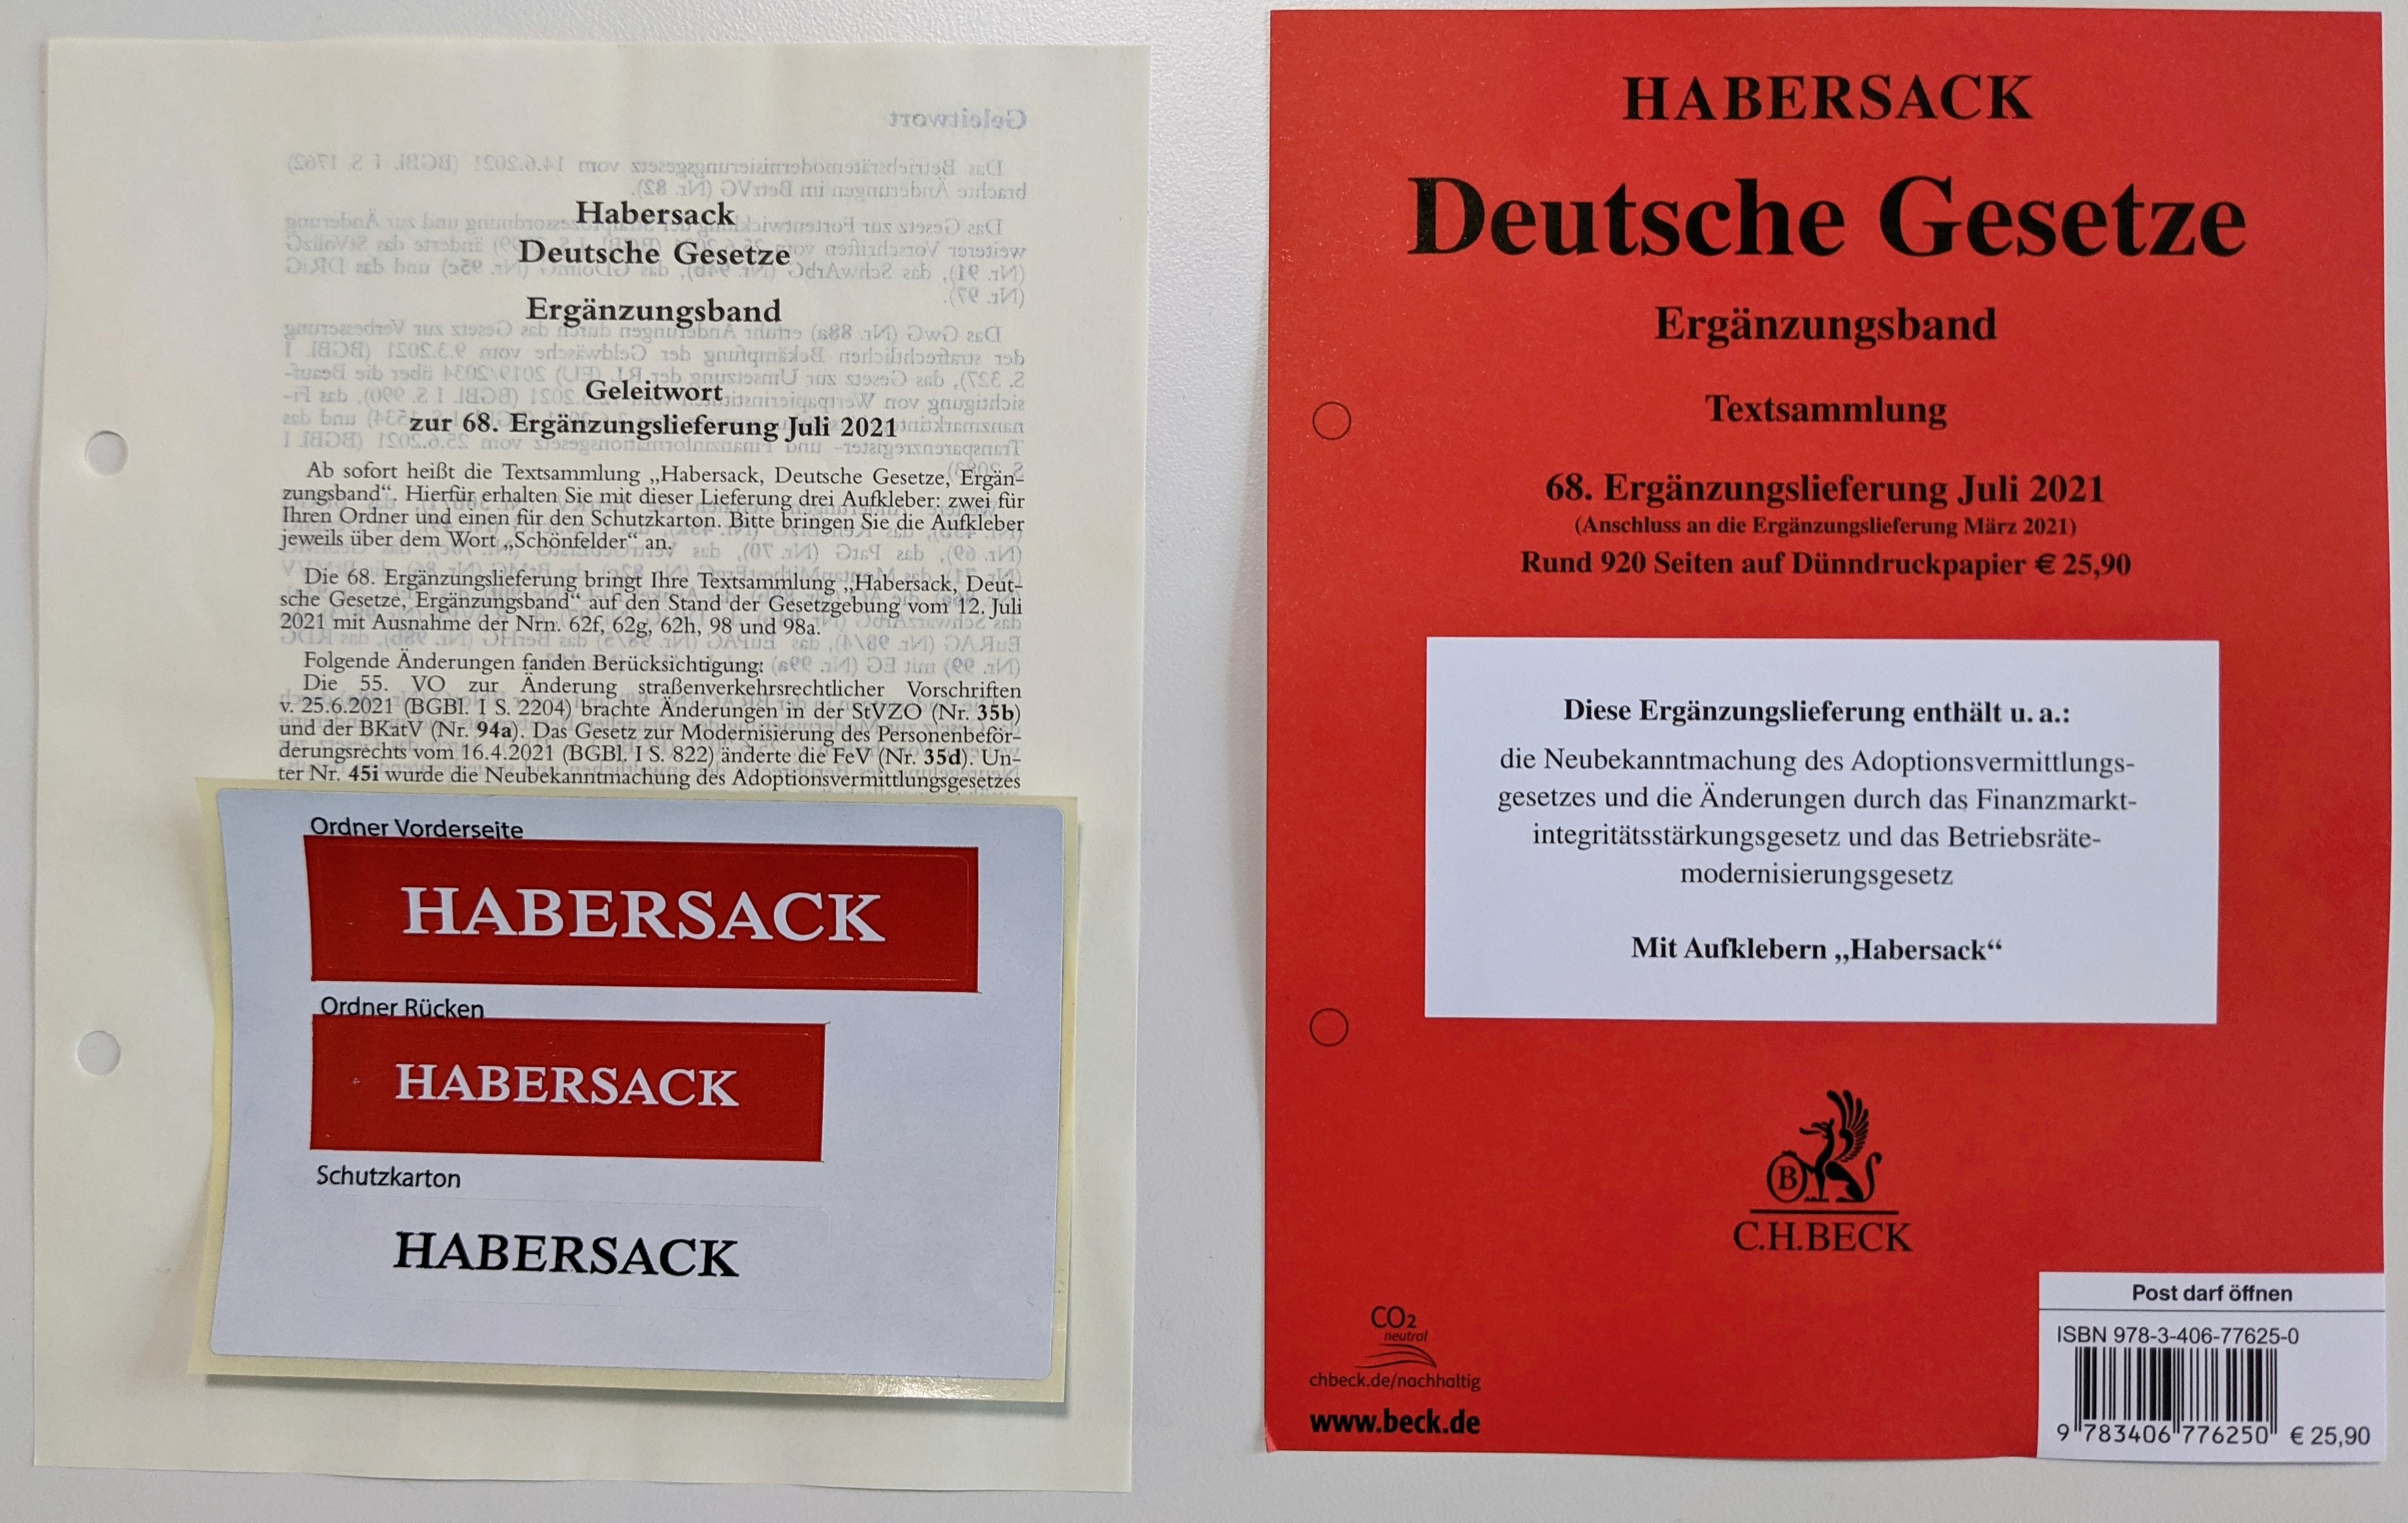 Habersack
Deutsche Gesetze
Ergänzungsband
Geleitwort
zur 68. Ergänzungslieferung Juli 2021
Ab sofort heißt die Textsammlung „Habersack, Deutsche Gesetze, Ergän-
zungsband“. Hierfür erhalten Sie mit dieser Lieferung drei Aufkleber: zwei für
Ihren Ordner und einen für den Schutzkarton. Bitte bringen Sie die Aufkleber
jeweils über dem Wort „Schönfelder“ an.
Die 68. Ergänzungslieferung bringt Ihre Textsammlung „Habersack, Deut-
sche Gesetze, Ergänzungsband“ auf den Stand der Gesetzgebung vom 12. Juli
2021 mit Ausnahme der Nrn. 62f, 62g, 62h, 98 und 98a.
Folgende Änderungen fanden Berücksichtigung:
Die 55. VO zur Änderung straßenverkehrsrechtlicher Vorschriften
v. 25.6.2021 (BGBl. I S. 2204) brachte Änderungen in der StVZO (Nr. 35b)
und der BKatV (Nr. 94a). Das Gesetz zur Modernisierung des Personenbeför-
derungsrechts vom 16.4.2021 (BGBl. I S. 822) änderte die FeV (Nr. 35d). Un-
ter Nr. 45i wurde die Neubekanntmachung des Adoptionsvermittlungsgesetzes
Ordner Vorderseite
HABERSACK
Ordner Rücken
HABERSACK
Schutzkarton
HABERSACK
HABERSACK
Deutsche Gesetze
Ergänzungsband
Textsammlung
68. Ergänzungslieferung Juli 2021
(Anschluss an die Ergänzungslieferung März 2021)
Rund 920 Seiten auf Dünndruckpapier € 25,90
Diese Ergänzungslieferung enthält u. a.:
die Neubekanntmachung des Adoptionsvermittlungs-
gesetzes und die Änderungen durch das Finanzmarkt-
integritätsstärkungsgesetz und das Betriebsräte-
modernisierungsgesetz
Mit Aufklebern „Habersack“
B
C.H.BECK
CO2
neutral
chbeck.de/nachhaltig
www.beck.de
Post darf öffnen
ISBN 978-3-406-77625-0
9 783406 776250 € 25,90